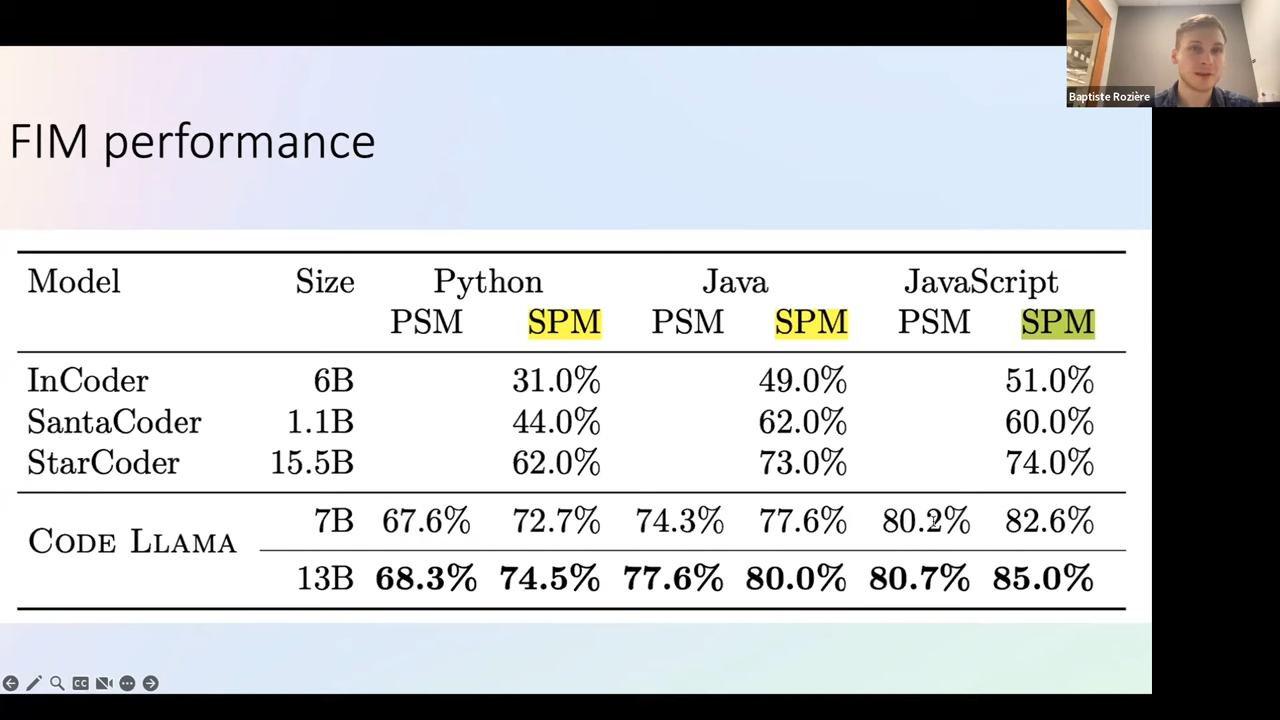 Baptiste Rozière
FIM performance
Model Size Python Java JavaScript
PSM SPM PSM SPM PSM SPM
InCoder 6B 31.0% 49.0% 51.0%
SantaCoder 1.1B 44.0% 62.0% 60.0%
StarCoder 15.5B 62.0% 73.0% 74.0%
7B 67.6% 72.7% 74.3% 77.6% 80.2% 82.6%
CODE LLAMA
13B 68.3% 74.5% 77.6% 80.0% 80.7% 85.0%
CC